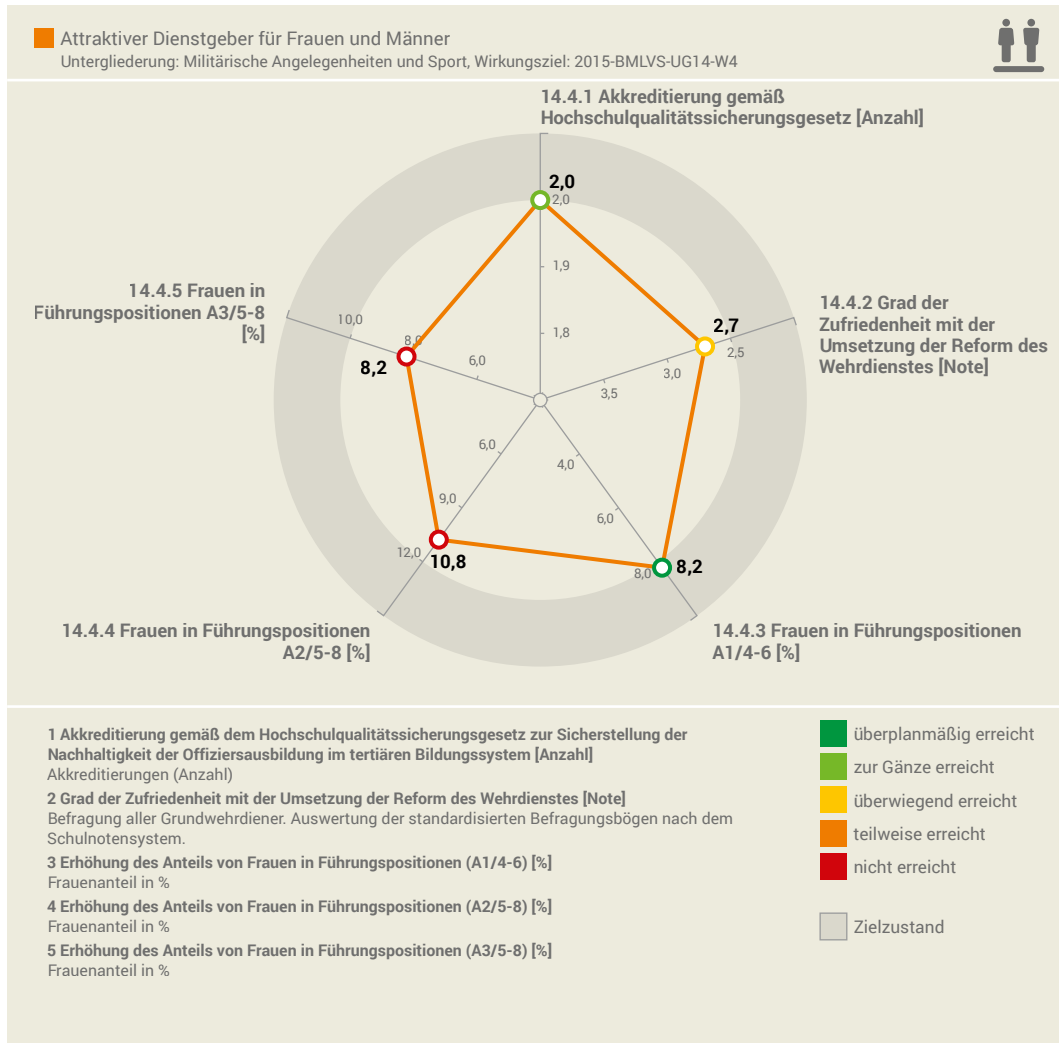 Attraktiver Dienstgeber für Frauen und Männer
Untergliederung: Militärische Angelegenheiten und Sport, Wirkungsziel: 2015-BMLVS-UG14-W4
14.4.1 Akkreditierung gemäß
Hochschulqualitätssicherungsgesetz [Anzahl]
2,0
2,0
1,9
1,8
14.4.2 Grad der
Zufriedenheit mit der
Umsetzung der Reform des
Wehrdienstes [Note]
2,7
2,5
3,0
3,5
14.4.3 Frauen in Führungspositionen
A1/4-6 [%]
8,2
8,0
6,0
4,0
14.4.4 Frauen in Führungspositionen
A2/5-8 [%]
10,8
12,0
9,0
6,0
14.4.5 Frauen in
Führungspositionen A3/5-8
[%]
8,2
10,0
8,0
6,0
1 Akkreditierung gemäß dem Hochschulqualitätssicherungsgesetz zur Sicherstellung der
Nachhaltigkeit der Offiziersausbildung im tertiären Bildungssystem [Anzahl]
Akkreditierungen (Anzahl)
2 Grad der Zufriedenheit mit der Umsetzung der Reform des Wehrdienstes [Note]
Befragung aller Grundwehrdiener. Auswertung der standardisierten Befragungsbögen nach dem
Schulnotensystem.
3 Erhöhung des Anteils von Frauen in Führungspositionen (A1/4-6) [%]
Frauenanteil in %
4 Erhöhung des Anteils von Frauen in Führungspositionen (A2/5-8) [%]
Frauenanteil in %
5 Erhöhung des Anteils von Frauen in Führungspositionen (A3/5-8) [%]
Frauenanteil in %
überplanmäßig erreicht
zur Gänze erreicht
überwiegend erreicht
teilweise erreicht
nicht erreicht
Zielzustand